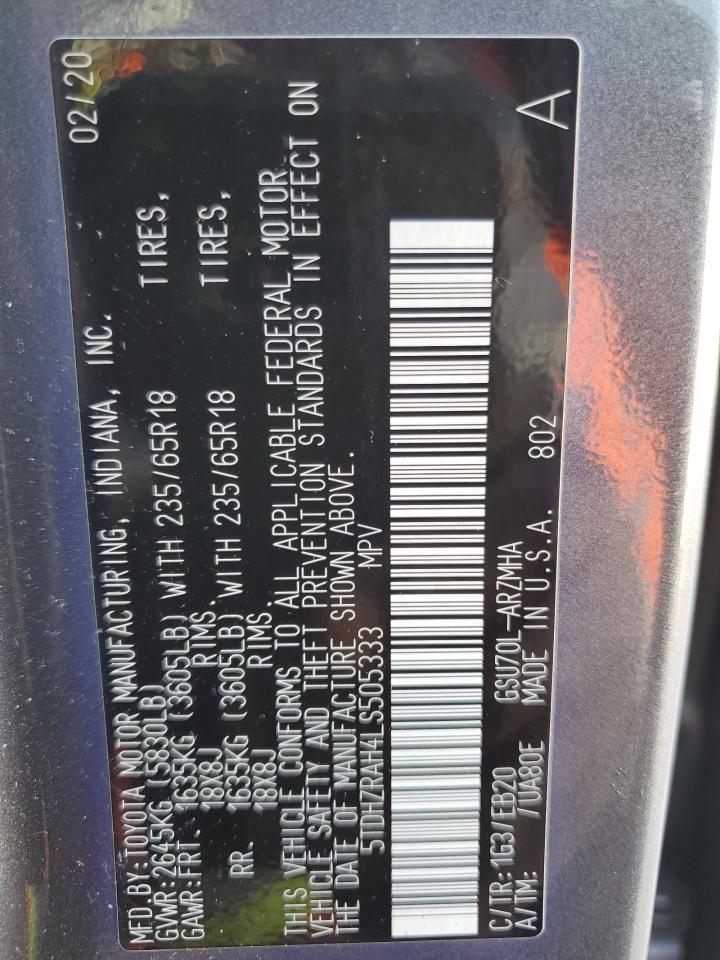 MFD.BY:TOYOTA MOTOR MANUFACTURING, INDIANA, INC. 02/20
GVWR:2645KG (5830LB)
GAWR:FRT. 1635KG (3605LB) WITH 235/65R18 TIRES,
18X8J RIMS.
RR. 1635KG (3605LB) WITH 235/65R18 TIRES,
18X8J RIMS.
THIS VEHICLE CONFORMS TO ALL APPLICABLE FEDERAL MOTOR
VEHICLE SAFETY AND THEFT PREVENTION STANDARDS IN EFFECT ON
THE DATE OF MANUFACTURE SHOWN ABOVE.
5TDHZRAH4LS505333 MPV
C/TR:1G3/EB20 GSU70L-ARZMHA
A/TM: /UA80E MADE IN U.S.A. 802 A